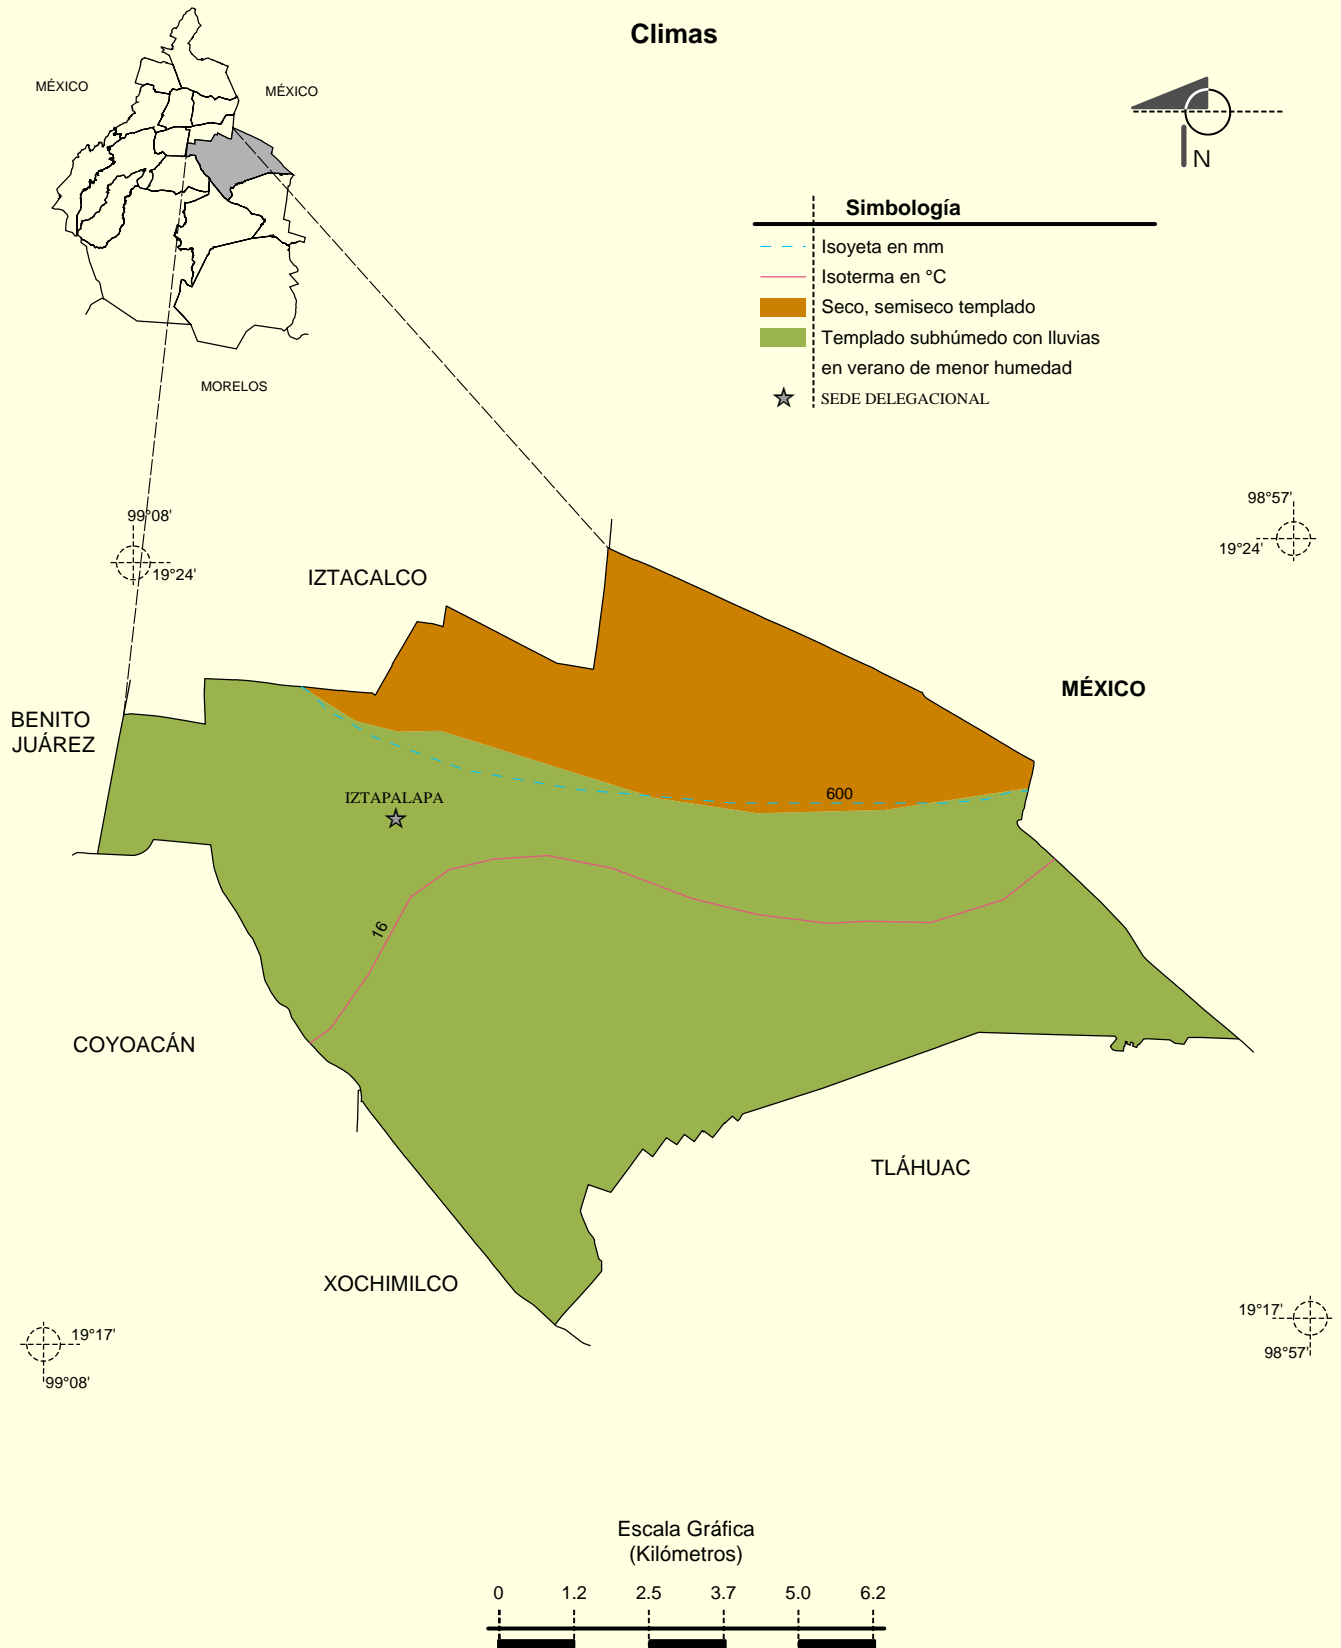 Climas
MÉXICO
MÉXICO
N
Simbología
Isoyeta en mm
Isoterma en °C
Seco, semiseco templado
Templado subhúmedo con lluvias
en verano de menor humedad
SEDE DELEGACIONAL
MORELOS
99°08'
19°24'
98°57'
19°24'
IZTACALCO
MÉXICO
BENITO
JUÁREZ
IZTAPALAPA
600
16
COYOACÁN
TLÁHUAC
XOCHIMILCO
19°17'
99°08'
19°17'
98°57'
Escala Gráfica
(Kilómetros)
0 1.2 2.5 3.7 5.0 6.2